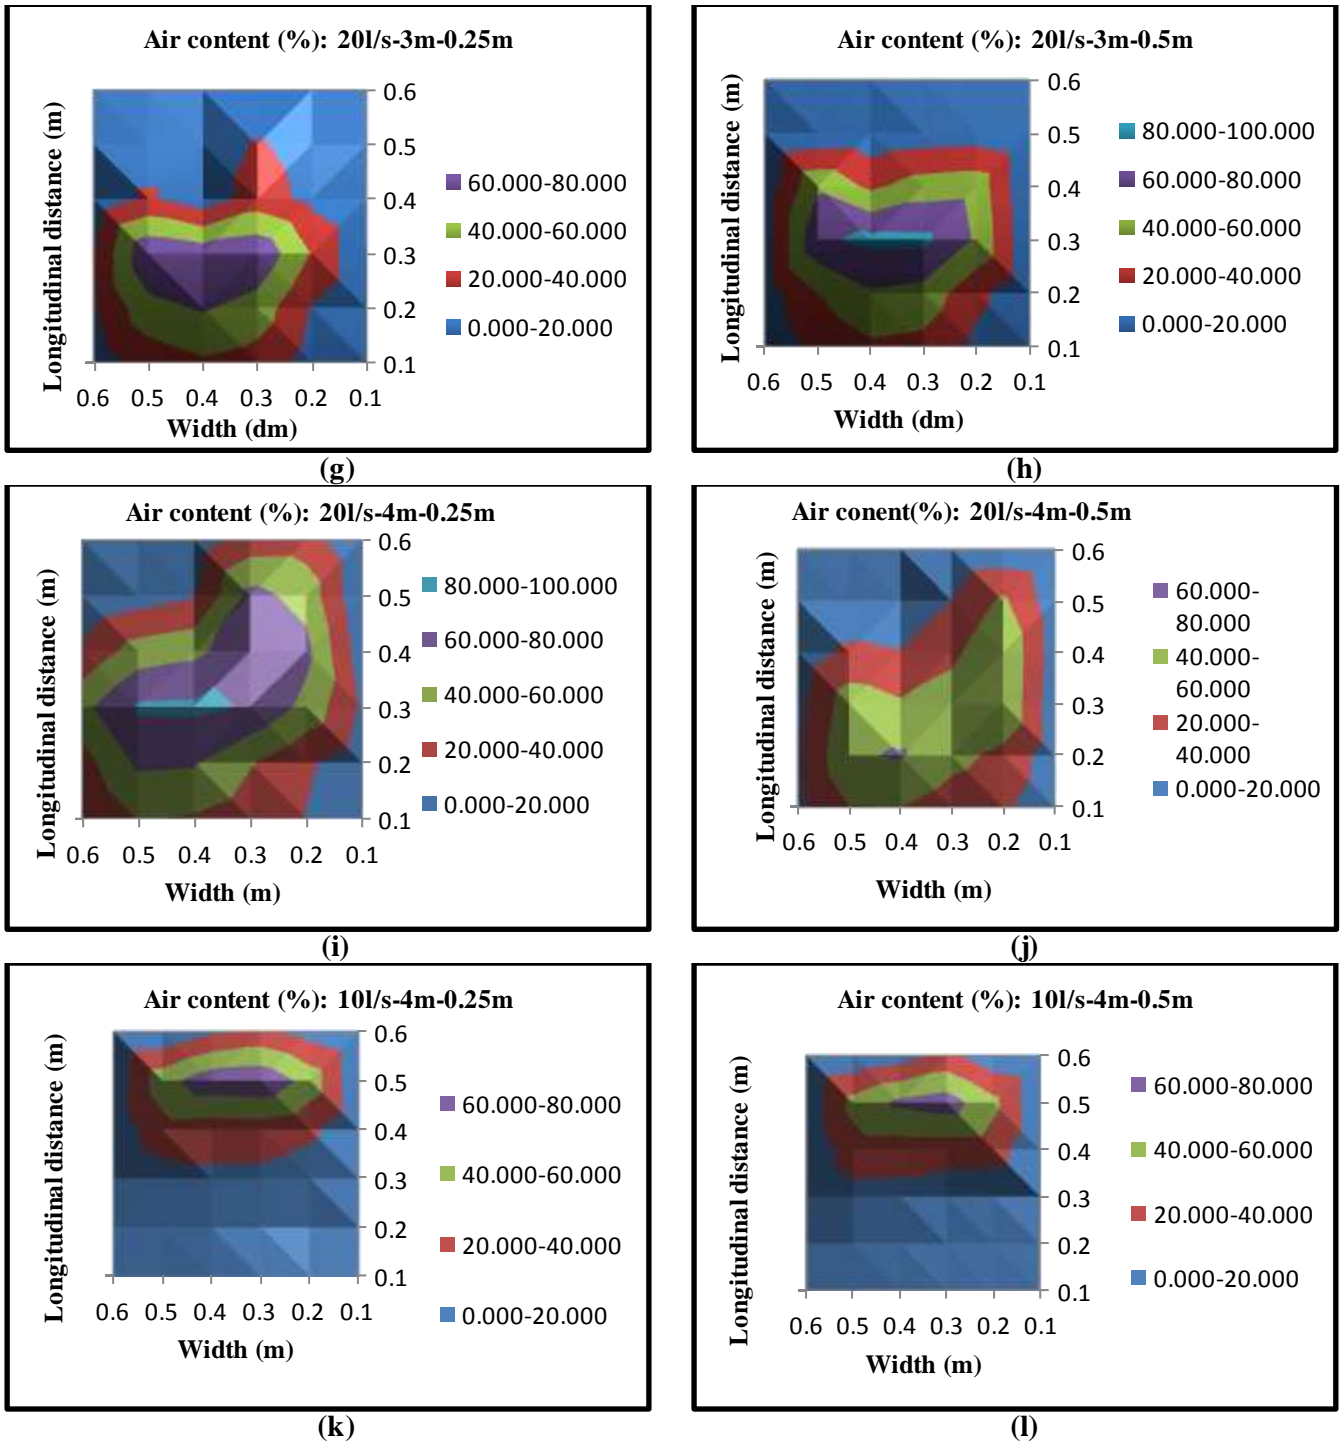 Air content (%): 20l/s-3m-0.25m
Longitudinal distance (m)
0.6
0.5
0.4
0.3
0.2
0.1
0.6 0.5 0.4 0.3 0.2 0.1
Width (dm)
60.000-80.000
40.000-60.000
20.000-40.000
0.000-20.000
(g)
Air content (%): 20l/s-3m-0.5m
Longitudinal distance (m)
0.6
0.5
0.4
0.3
0.2
0.1
0.6 0.5 0.4 0.3 0.2 0.1
Width (dm)
80.000-100.000
60.000-80.000
40.000-60.000
20.000-40.000
0.000-20.000
(h)
Air content (%): 20l/s-4m-0.25m
Longitudinal distance (m)
0.6
0.5
0.4
0.3
0.2
0.1
0.6 0.5 0.4 0.3 0.2 0.1
Width (m)
80.000-100.000
60.000-80.000
40.000-60.000
20.000-40.000
0.000-20.000
(i)
Air conent(%): 20l/s-4m-0.5m
Longitudinal distance (m)
0.6
0.5
0.4
0.3
0.2
0.1
0.6 0.5 0.4 0.3 0.2 0.1
Width (m)
60.000-
80.000
40.000-
60.000
20.000-
40.000
0.000-20.000
(j)
Air content (%): 10l/s-4m-0.25m
Longitudinal distance (m)
0.6
0.5
0.4
0.3
0.2
0.1
0.6 0.5 0.4 0.3 0.2 0.1
Width (m)
60.000-80.000
40.000-60.000
20.000-40.000
0.000-20.000
(k)
Air content (%): 10l/s-4m-0.5m
Longitudinal distance (m)
0.6
0.5
0.4
0.3
0.2
0.1
0.6 0.5 0.4 0.3 0.2 0.1
Width (m)
60.000-80.000
40.000-60.000
20.000-40.000
0.000-20.000
(l)